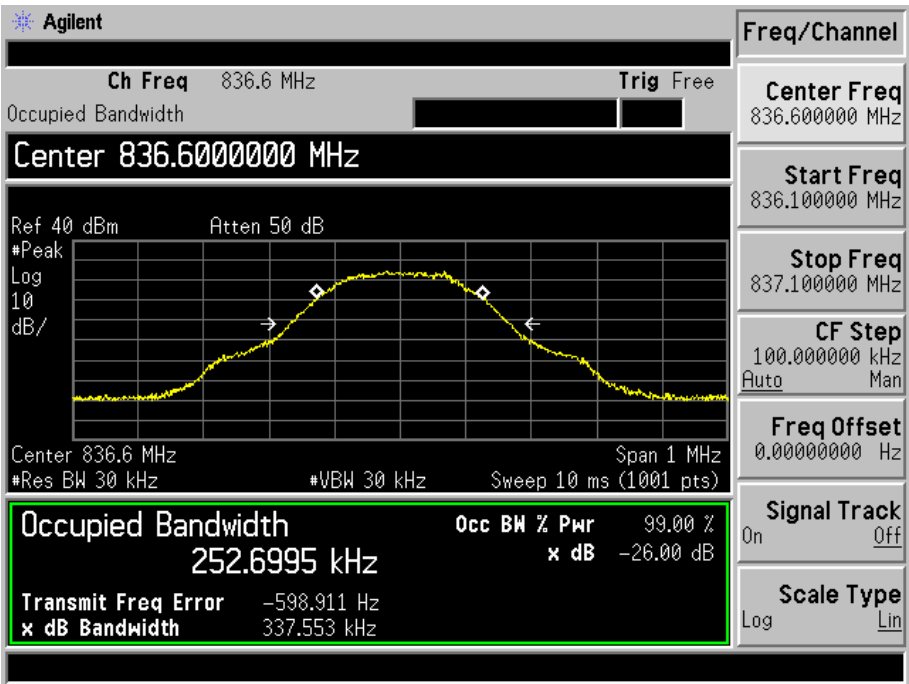 Agilent
Ch Freq 836.6 MHz Trig Free
Occupied Bandwidth
Center 836.6000000 MHz
Ref 40 dBm Atten 50 dB
#Peak
Log
10
dB/
Center 836.6 MHz Span 1 MHz
#Res BW 30 kHz #VBW 30 kHz Sweep 10 ms (1001 pts)
Occupied Bandwidth Occ BW % Pwr 99.00 %
252.6995 kHz x dB -26.00 dB
Transmit Freq Error -598.911 Hz
x dB Bandwidth 337.553 kHz
Freq/Channel
Center Freq
836.600000 MHz
Start Freq
836.100000 MHz
Stop Freq
837.100000 MHz
CF Step
100.000000 kHz
Auto Man
Freq Offset
0.00000000 Hz
Signal Track
On Off
Scale Type
Log Lin